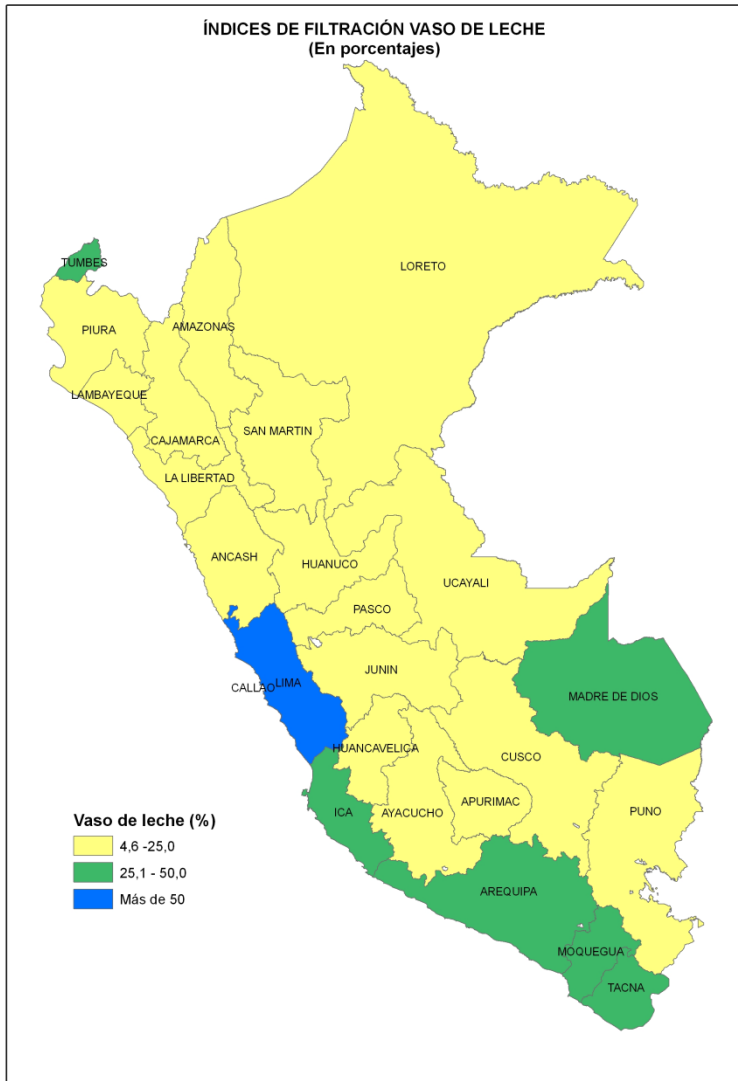 ÍNDICES DE FILTRACIÓN VASO DE LECHE
(En porcentajes)
TUMBES
LORETO
PIURA
AMAZONAS
LAMBAYEQUE
SAN MARTIN
CAJAMARCA
LA LIBERTAD
ANCASH
HUANUCO
UCAYALI
PASCO
JUNIN
LIMA
CALLAO
MADRE DE DIOS
HUANCAVELICA
CUSCO
ICA
AYACUCHO
APURIMAC
PUNO
AREQUIPA
MOQUEGUA
TACNA
Vaso de leche (%)
4,6 -25,0
25,1 - 50,0
Más de 50